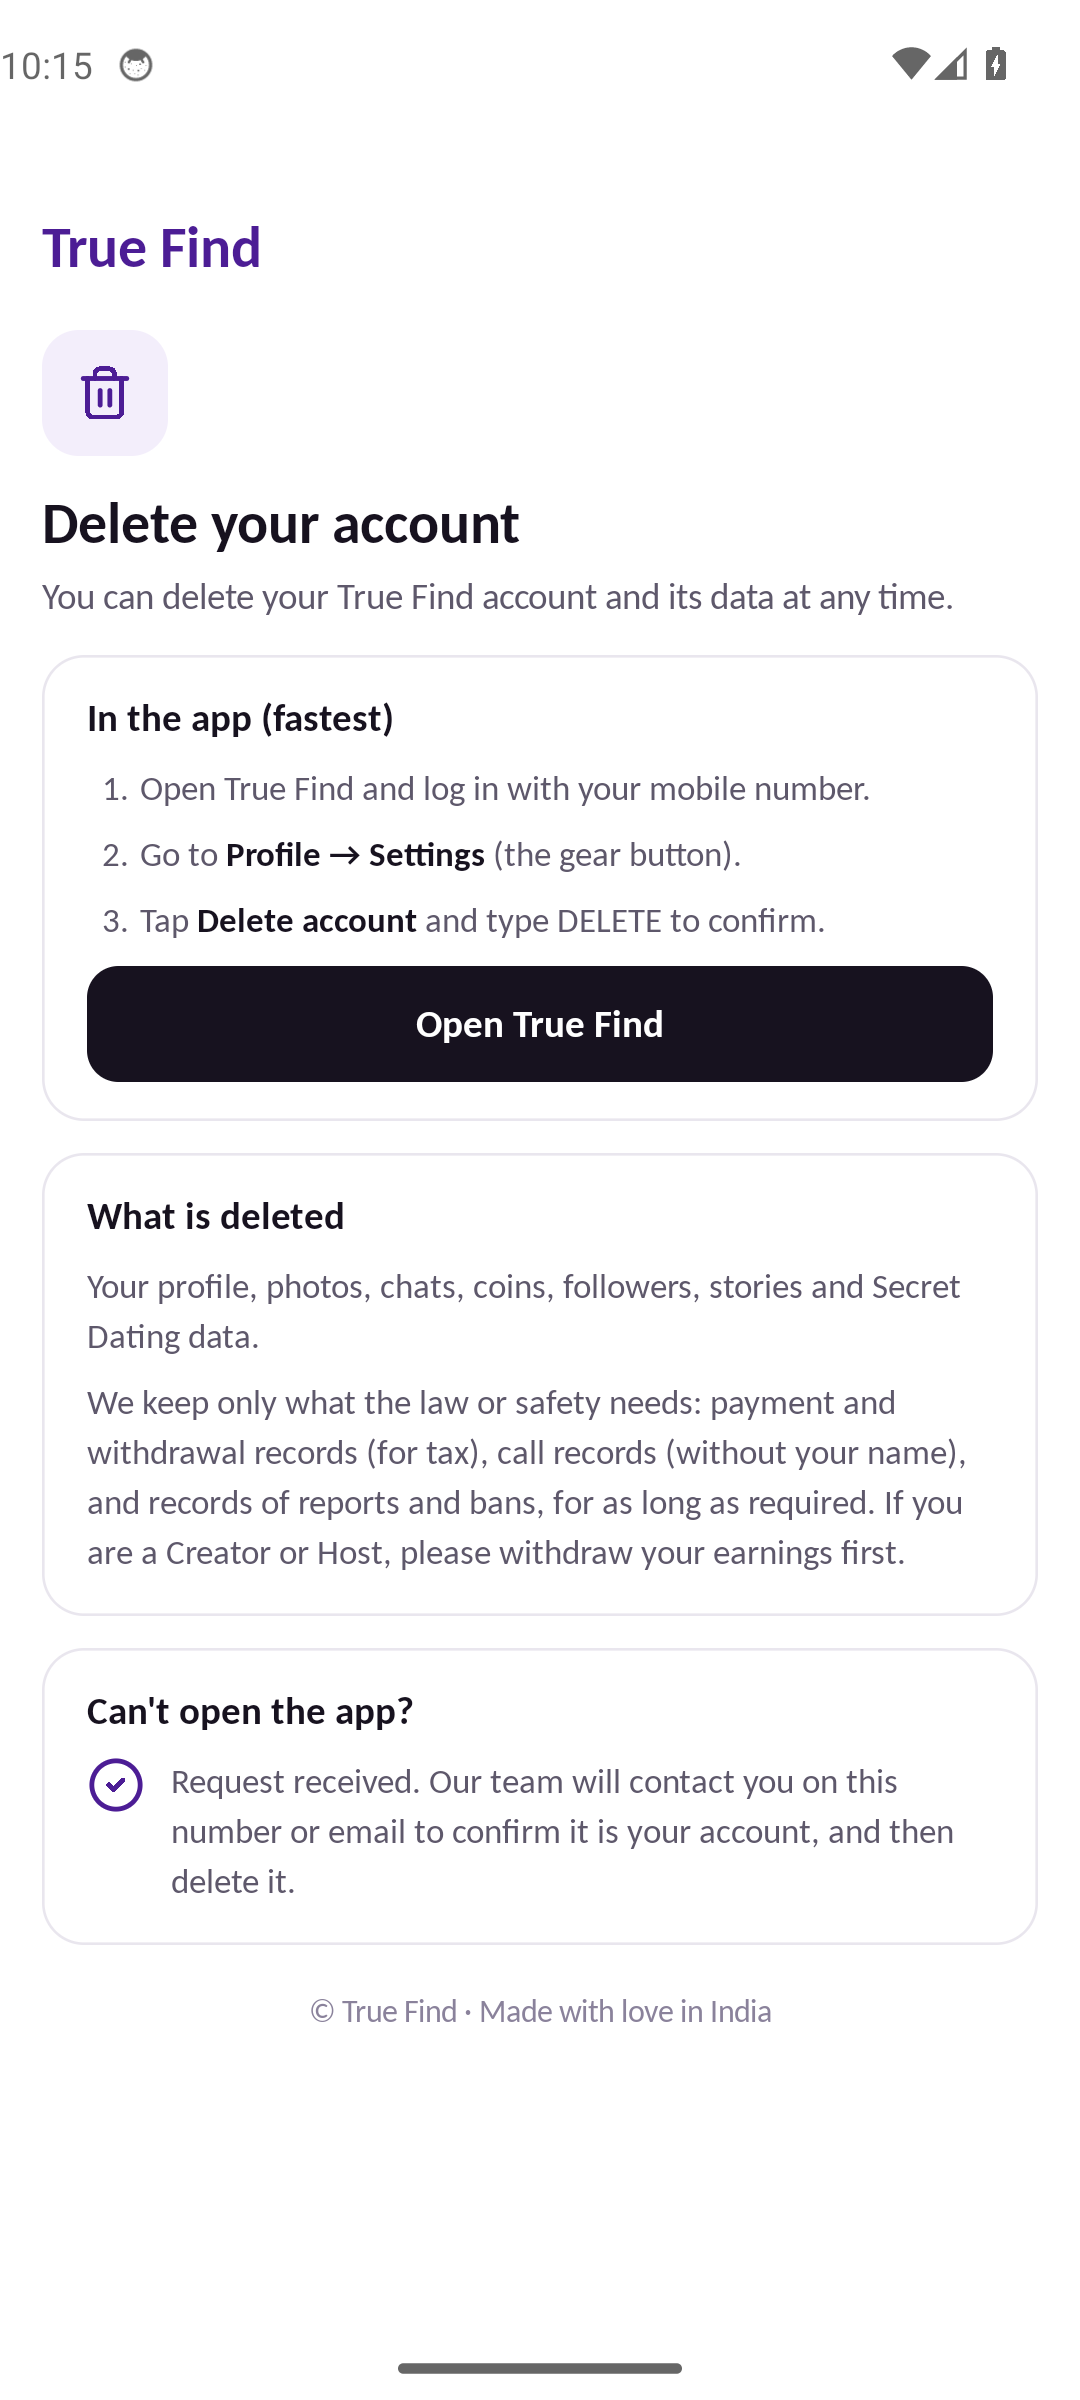 10:15
True Find
Delete your account
You can delete your True Find account and its data at any time.
In the app (fastest)
1. Open True Find and log in with your mobile number.
2. Go to Profile → Settings (the gear button).
3. Tap Delete account and type DELETE to confirm.
Open True Find
What is deleted
Your profile, photos, chats, coins, followers, stories and Secret
Dating data.
We keep only what the law or safety needs: payment and
withdrawal records (for tax), call records (without your name),
and records of reports and bans, for as long as required. If you
are a Creator or Host, please withdraw your earnings first.
Can't open the app?
Request received. Our team will contact you on this
number or email to confirm it is your account, and then
delete it.
© True Find · Made with love in India